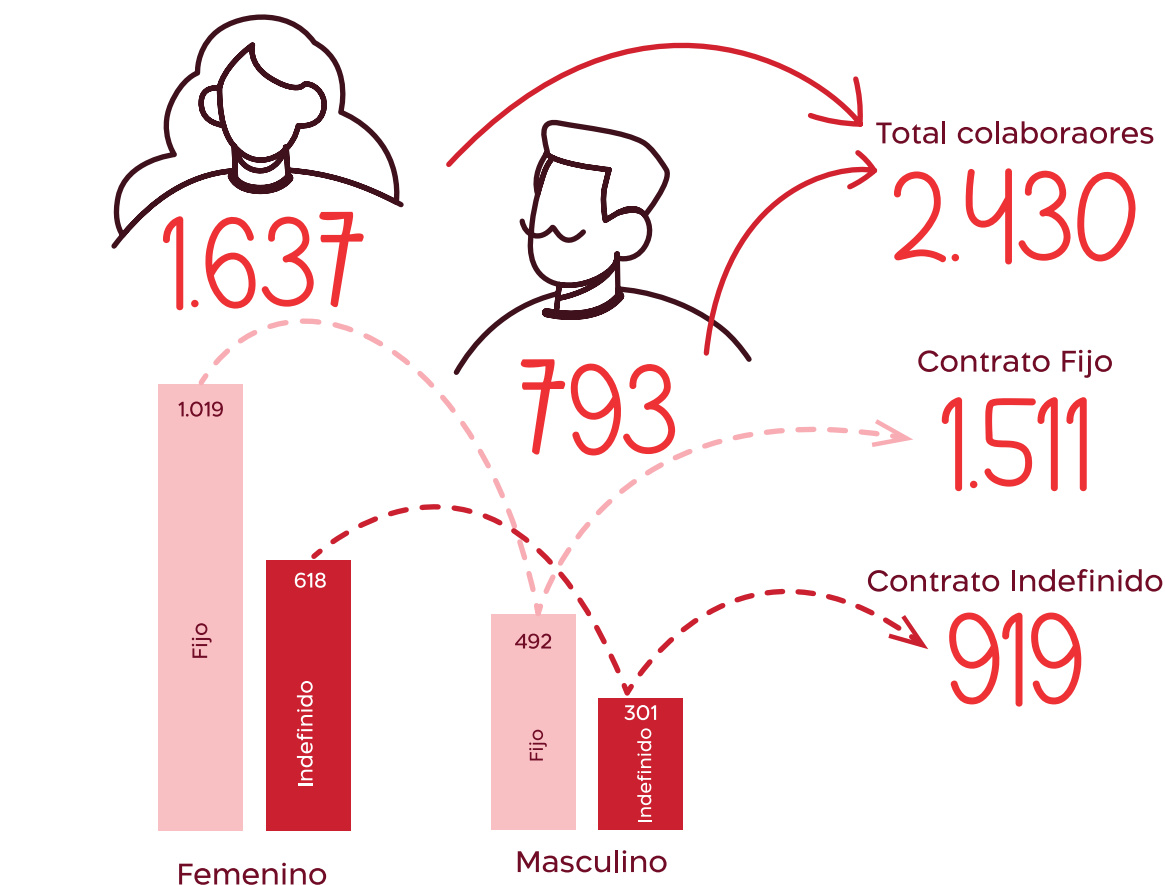 Total colaboraores
2.430
1.637
793
Contrato Fijo
1.511
1.019
Fijo
618
Indefinido
492
Fijo
301
Indefinido
Contrato Indefinido
919
Femenino
Masculino